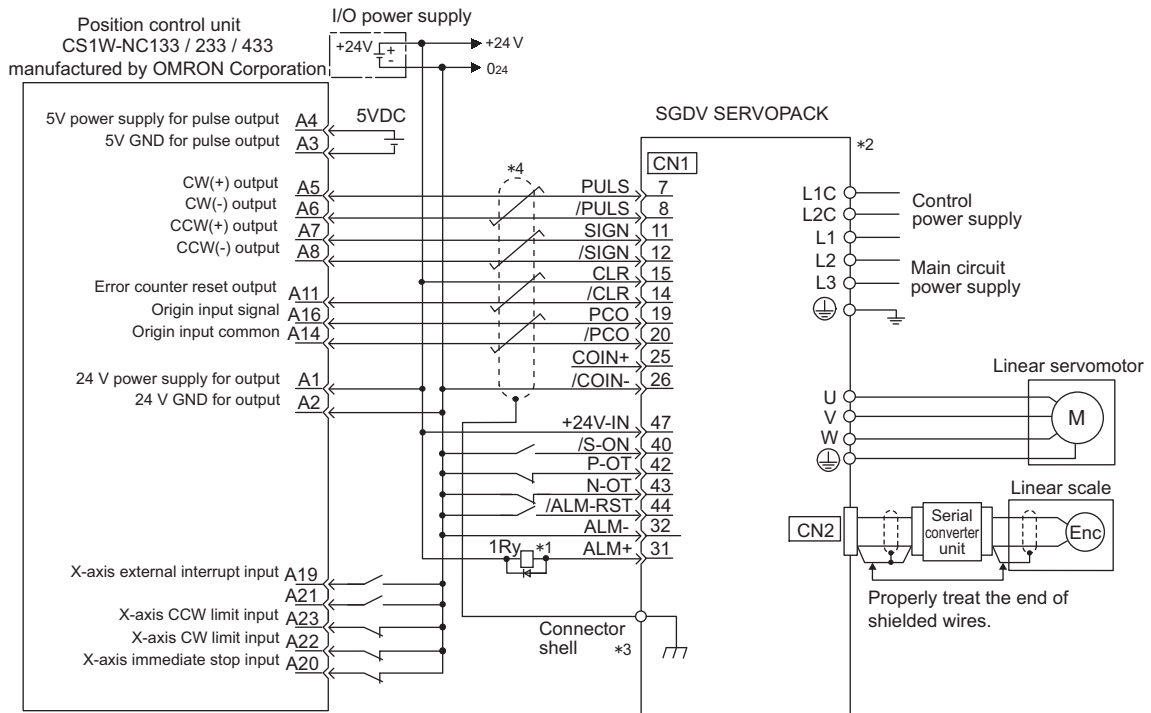 I/O power supply
Position control unit
CS1W-NC133 / 233 / 433
manufactured by OMRON Corporation
+24V
+
-
+24 V
024
5V power supply for pulse output A4
5VDC
5V GND for pulse output A3
SGDV SERVOPACK
*2
CN1
*4
CW(+) output A5 PULS 7
CW(-) output A6 /PULS 8
CCW(+) output A7 SIGN 11
CCW(-) output A8 /SIGN 12
CLR 15
Error counter reset output A11 /CLR 14
Origin input signal A16 PCO 19
Origin input common A14 /PCO 20
COIN+ 25
24 V power supply for output A1 /COIN- 26
24 V GND for output A2
+24V-IN 47
/S-ON 40
P-OT 42
N-OT 43
/ALM-RST 44
ALM- 32
1Ry *1 ALM+ 31
L1C
L2C
Control
power supply
L1
L2
L3
Main circuit
power supply
Linear servomotor
U
V
W
M
Linear scale
CN2
Serial
converter
unit
Enc
Properly treat the end of
shielded wires.
X-axis external interrupt input A19
A21
X-axis CCW limit input A23
X-axis CW limit input A22
X-axis immediate stop input A20
Connector
shell *3